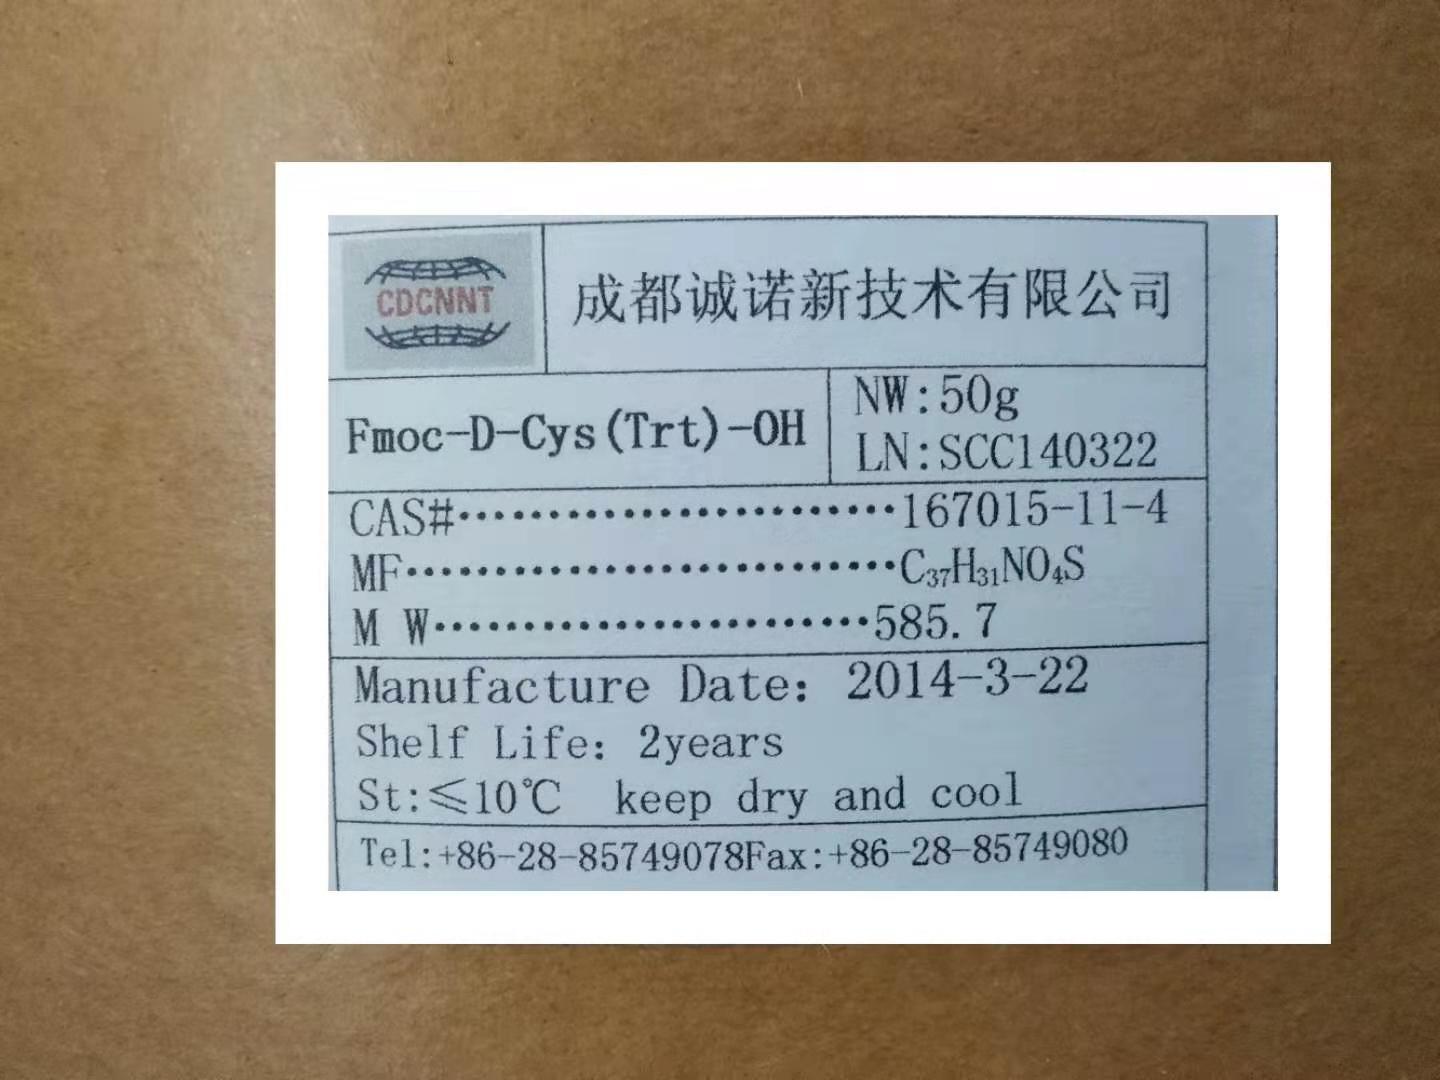 CDCNNT
成都诚诺新技术有限公司
Fmoc-D-Cys(Trt)-OH
NW:50g
LN:SCC140322
CAS#························167015-11-4
MF···························C₃₇H₃₁NO₄S
M W························585.7
Manufacture Date: 2014-3-22
Shelf Life: 2years
St:≤10℃ keep dry and cool
Tel:+86-28-85749078Fax:+86-28-85749080